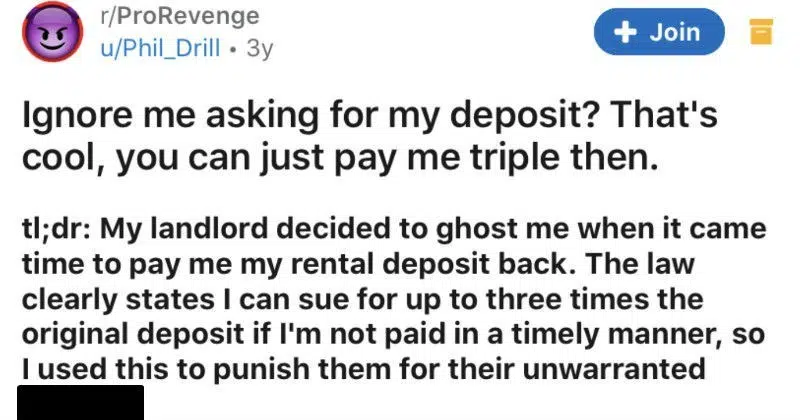 r/ProRevenge
u/Phil_Drill • 3y
+ Join
Ignore me asking for my deposit? That's
cool, you can just pay me triple then.
tl;dr: My landlord decided to ghost me when it came
time to pay me my rental deposit back. The law
clearly states I can sue for up to three times the
original deposit if I'm not paid in a timely manner, so
I used this to punish them for their unwarranted